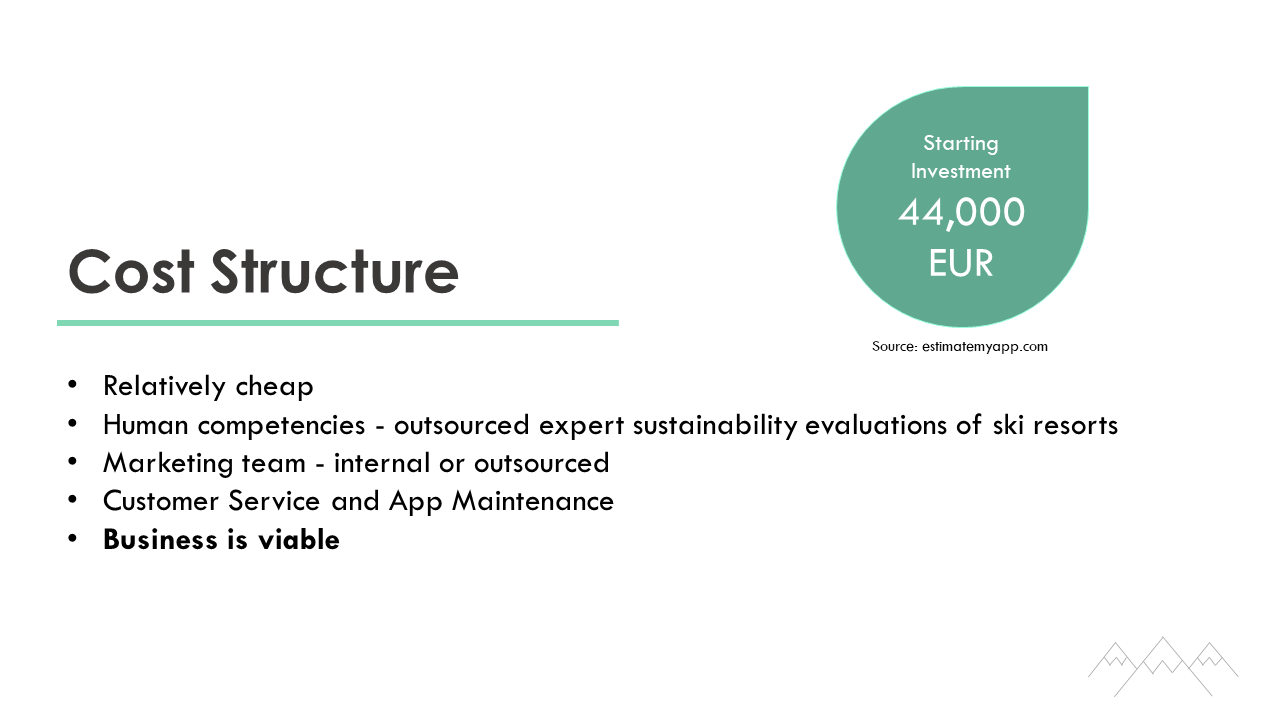 Starting
Investment
44,000
EUR
Source: estimatemyapp.com
Cost Structure
• Relatively cheap
• Human competencies - outsourced expert sustainability evaluations of ski resorts
• Marketing team - internal or outsourced
• Customer Service and App Maintenance
• Business is viable